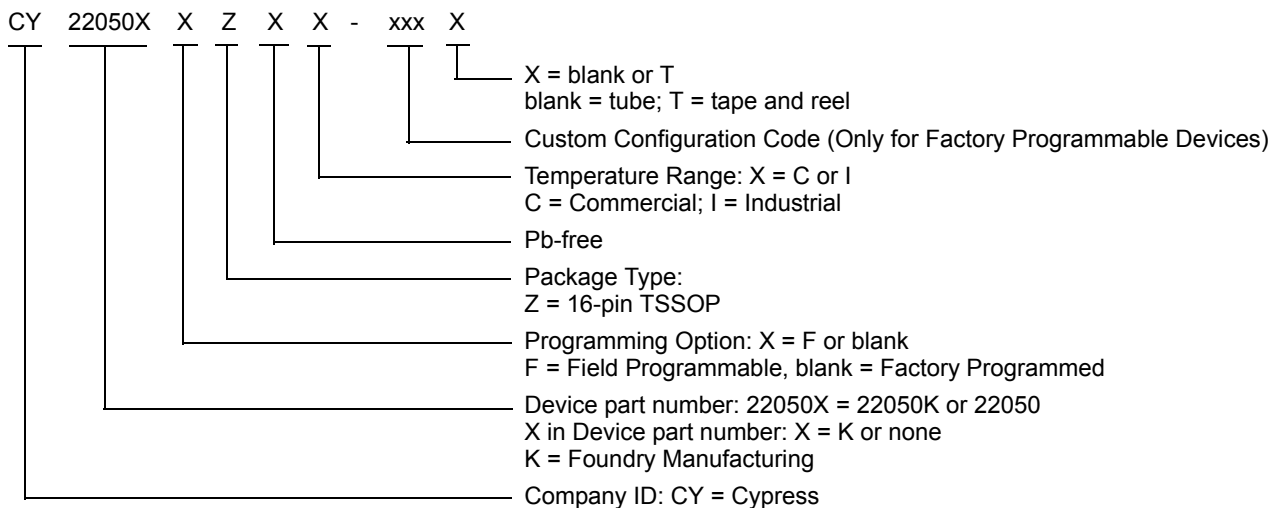 CY 22050X X Z X X - xxx X
X = blank or T
blank = tube; T = tape and reel
Custom Configuration Code (Only for Factory Programmable Devices)
Temperature Range: X = C or I
C = Commercial; I = Industrial
Pb-free
Package Type:
Z = 16-pin TSSOP
Programming Option: X = F or blank
F = Field Programmable, blank = Factory Programmed
Device part number: 22050X = 22050K or 22050
X in Device part number: X = K or none
K = Foundry Manufacturing
Company ID: CY = Cypress